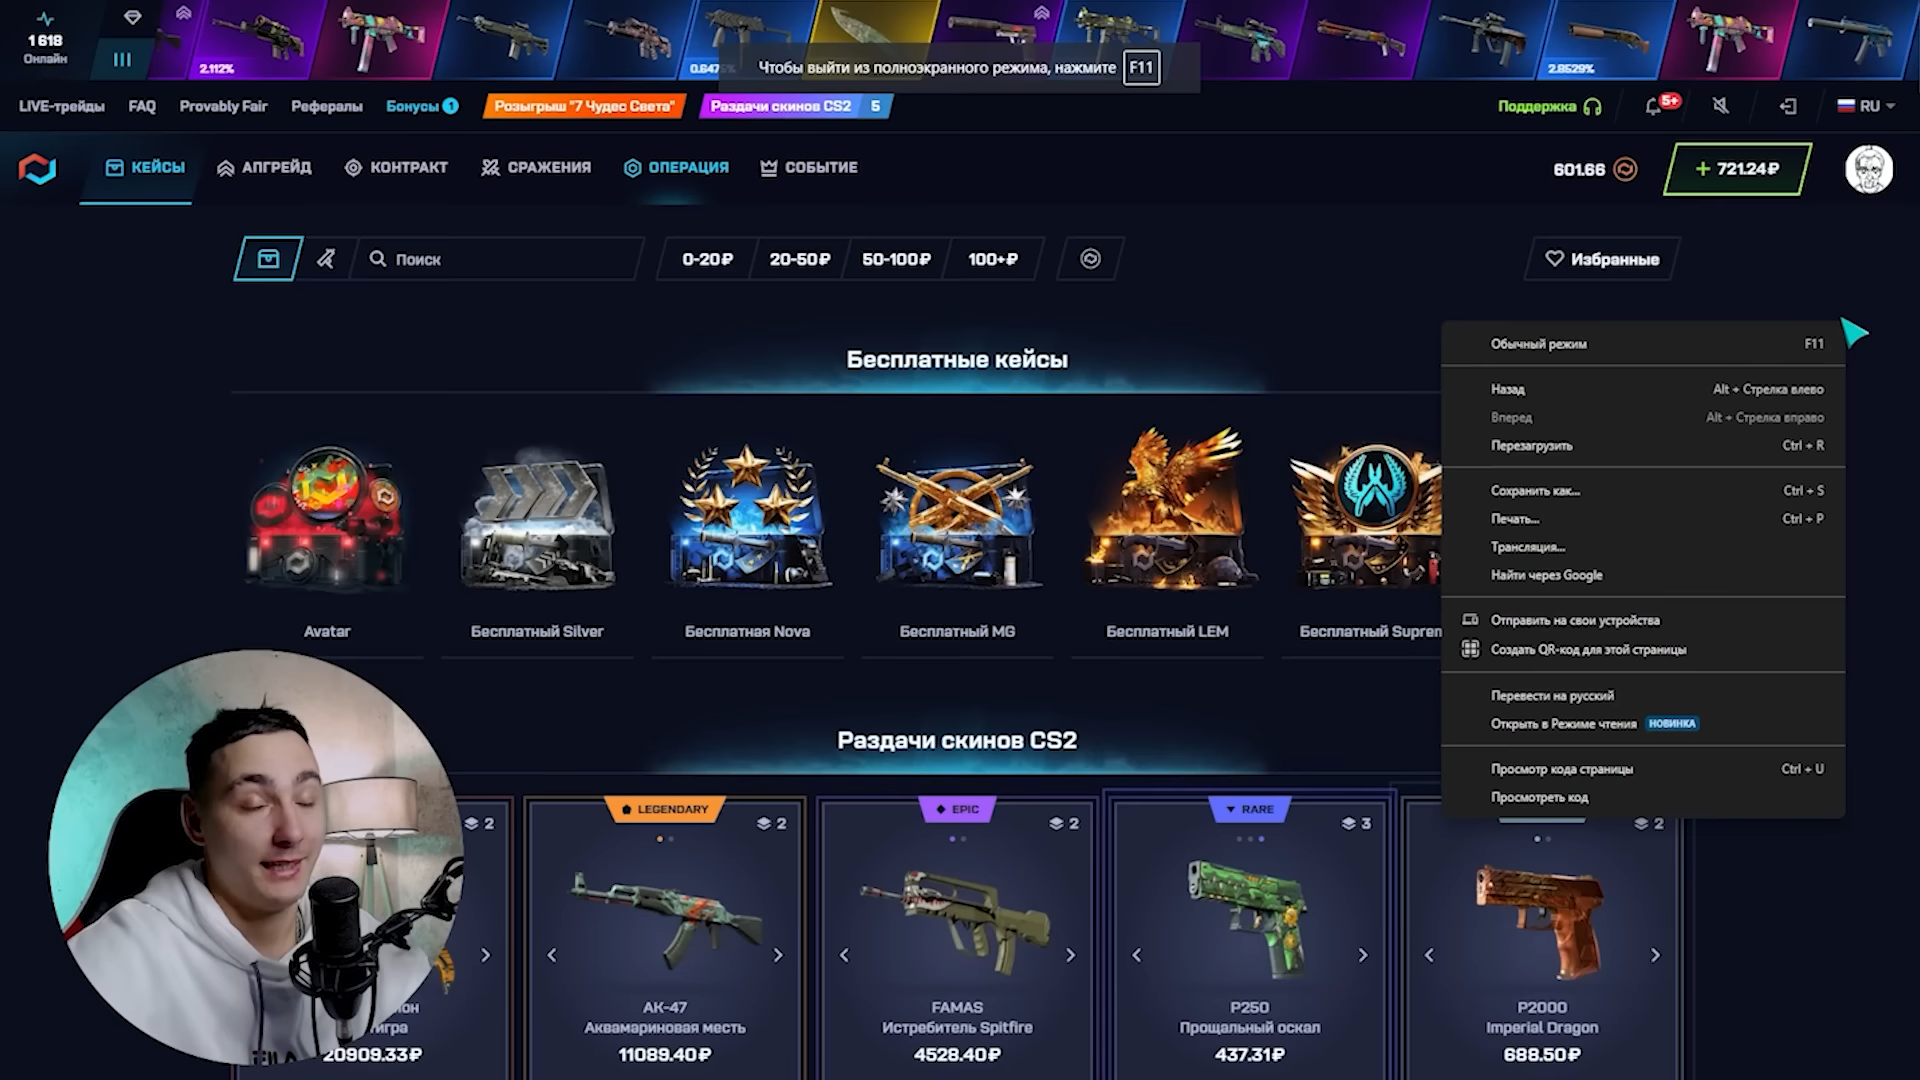 1 618
Онлайн
2.112%
0.647
2.8529%
Чтобы выйти из полноэкранного режима, нажмите F11
LIVE-трейды
FAQ
Provably Fair
Рефералы
Бонусы 1
Розыгрыш "7 Чудес Света"
Раздачи скинов CS2 5
Поддержка
5+
RU
КЕЙСЫ
АПГРЕЙД
КОНТРАКТ
СРАЖЕНИЯ
ОПЕРАЦИЯ
СОБЫТИЕ
601.66
+ 721.24₽
Поиск
0-20₽
20-50₽
50-100₽
100+₽
Избранные
Бесплатные кейсы
Avatar
Бесплатный Silver
Бесплатная Nova
Бесплатный MG
Бесплатный LEM
Бесплатный Suprem
Обычный режим F11
Назад Alt + Стрелка влево
Вперед Alt + Стрелка вправо
Перезагрузить Ctrl + R
Сохранить как... Ctrl + S
Печать... Ctrl + P
Трансляция...
Найти через Google
Отправить на свои устройства
Создать QR-код для этой страницы
Перевести на русский
Открыть в Режиме чтения НОВИНКА
Просмотр кода страницы Ctrl + U
Просмотреть код
Раздачи скинов CS2
2
20909.33₽
LEGENDARY
2
AK-47
Аквамариновая месть
11089.40₽
EPIC
2
FAMAS
Истребитель Spitfire
4528.40₽
RARE
3
P250
Прощальный оскал
437.31₽
2
P2000
Imperial Dragon
688.50₽